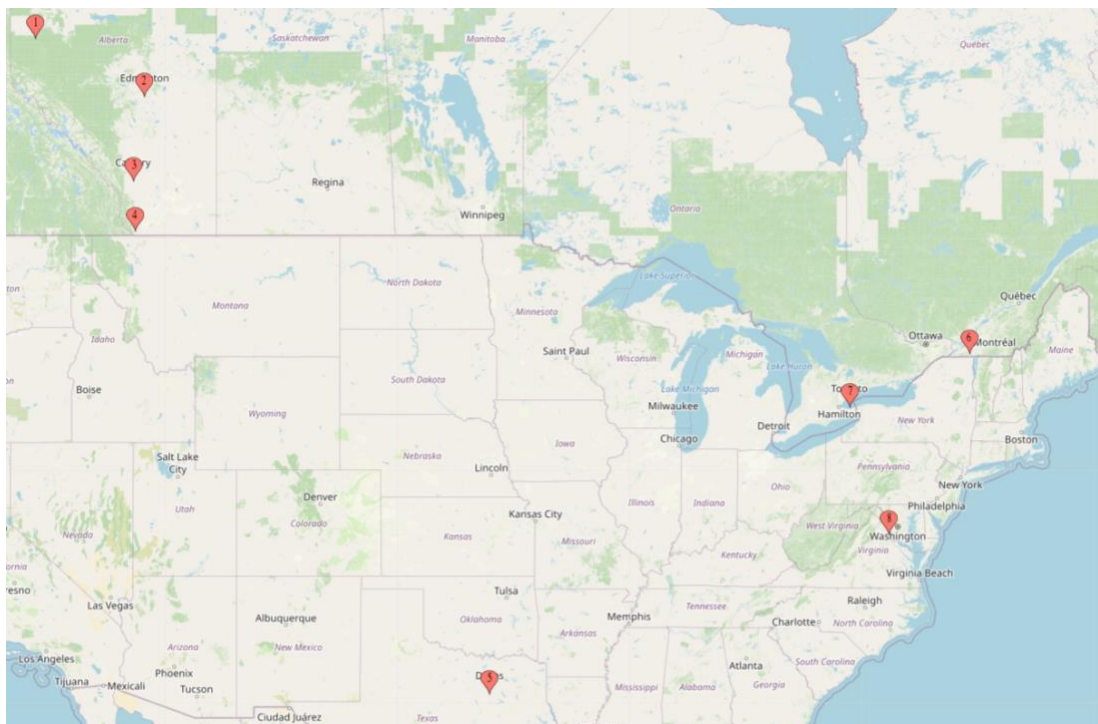 1
Alberta
Saskatchewan
Manitoba
Québec
2
3
Regina
4
Winnipeg
Ontario
Lake Superior
Québec
Ottawa
6
Montréal
Montana
North Dakota
Minnesota
Idaho
Saint Paul
Wisconsin
Michigan
Lake Huron
Maine
Boise
South Dakota
Lake Michigan
7
Wyoming
Milwaukee
Hamilton
New York
Chicago
Detroit
Boston
Iowa
Salt Lake
City
Nebraska
Lincoln
Pennsylvania
New York
Denver
Utah
Colorado
Illinois
Indiana
Ohio
Philadelphia
Kansas City
8
West Virginia
Washington
Nevada
Kansas
Missouri
Kentucky
Virginia
Virginia Beach
Las Vegas
Tulsa
Raleigh
Albuquerque
Oklahoma
Memphis
Tennessee
Charlotte
North Carolina
Arizona
New Mexico
Arkansas
Los Angeles
Phoenix
Atlanta
South Carolina
Tijuana
Mexicali
Tucson
5
Mississippi
Alabama
Georgia
Ciudad Juárez
Texas